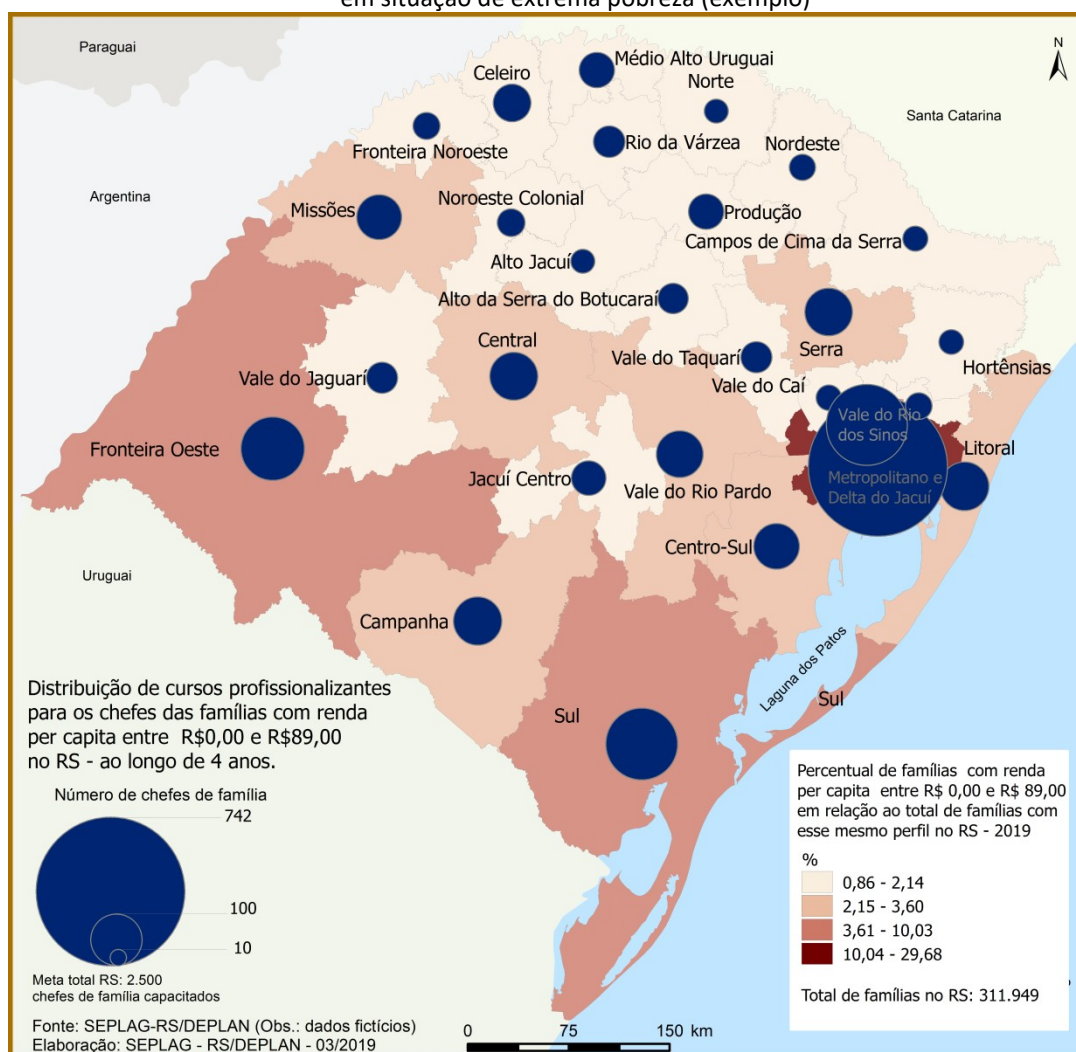 em situação de extrema pobreza (exemplo)
Paraguai
N
Médio Alto Uruguai
Norte
Celeiro
Santa Catarina
Rio da Várzea
Fronteira Noroeste
Nordeste
Argentina
Noroeste Colonial
Missões
Produção
Campos de Cima da Serra
Alto Jacuí
Alto da Serra do Botucaraí
Central
Serra
Vale do Taquarí
Hortênsias
Vale do Jaguarí
Vale do Caí
Vale do Rio
dos Sinos
Fronteira Oeste
Litoral
Jacuí Centro
Vale do Rio Pardo
Metropolitano e
Delta do Jacuí
Centro-Sul
Uruguai
Campanha
Laguna dos Patos
Sul
Sul
Distribuição de cursos profissionalizantes
para os chefes das famílias com renda
per capita entre R$0,00 e R$89,00
no RS - ao longo de 4 anos.
Número de chefes de família
742
100
10
Meta total RS: 2.500
chefes de família capacitados
Fonte: SEPLAG-RS/DEPLAN (Obs.: dados fictícios)
Elaboração: SEPLAG - RS/DEPLAN - 03/2019
0 75 150 km
Percentual de famílias com renda
per capita entre R$ 0,00 e R$ 89,00
em relação ao total de famílias com
esse mesmo perfil no RS - 2019
%
0,86 - 2,14
2,15 - 3,60
3,61 - 10,03
10,04 - 29,68
Total de famílias no RS: 311.949